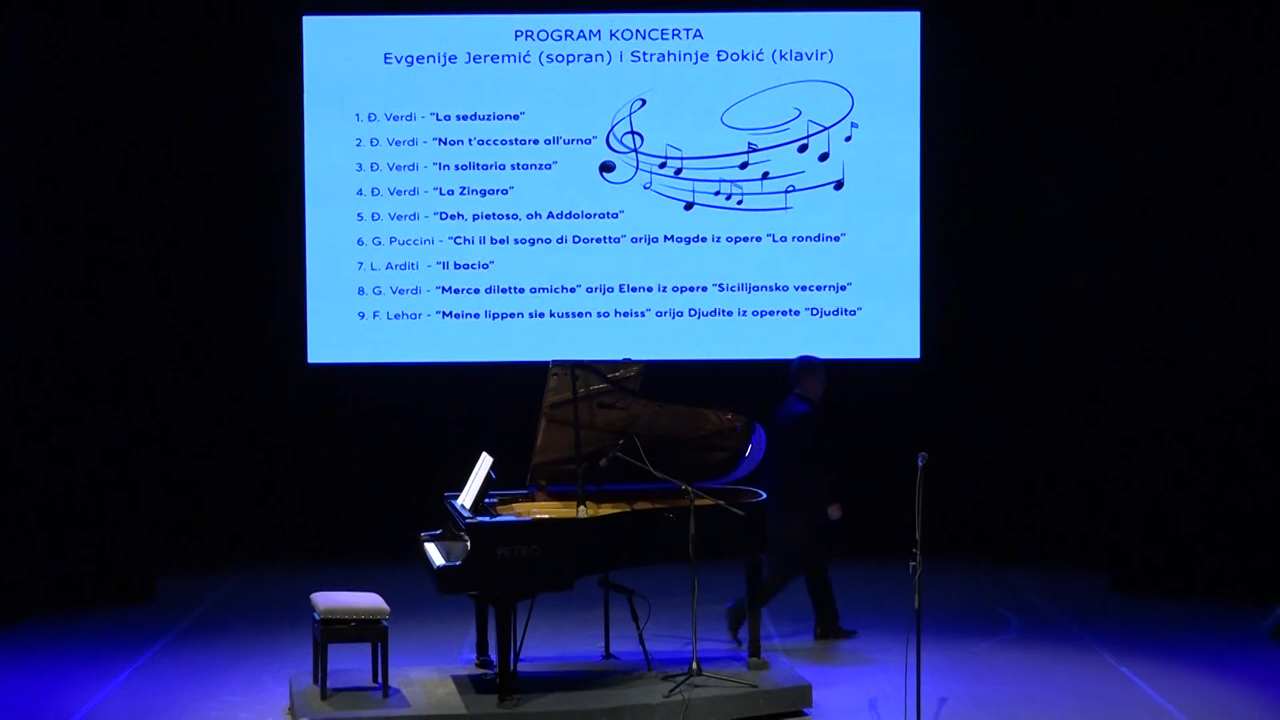 PROGRAM KONCERTA
Evgenije Jeremić (sopran) i Strahinje Đokić (klavir)
1. Đ. Verdi - "La seduzione"
2. Đ. Verdi - "Non t'accostare all'urna"
3. Đ. Verdi - "In solitaria stanza"
4. Đ. Verdi - "La Zingara"
5. Đ. Verdi - "Deh, pietoso, oh Addolorata"
6. G. Puccini - "Chi il bel sogno di Doretta" arija Magde iz opere "La rondine"
7. L. Arditi - "Il bacio"
8. G. Verdi - "Merce dilette amiche" arija Elene iz opere "Sicilijansko vecernje"
9. F. Lehar - "Meine lippen sie kussen so heiss" arija Djudite iz operete "Djudita"
PETROF